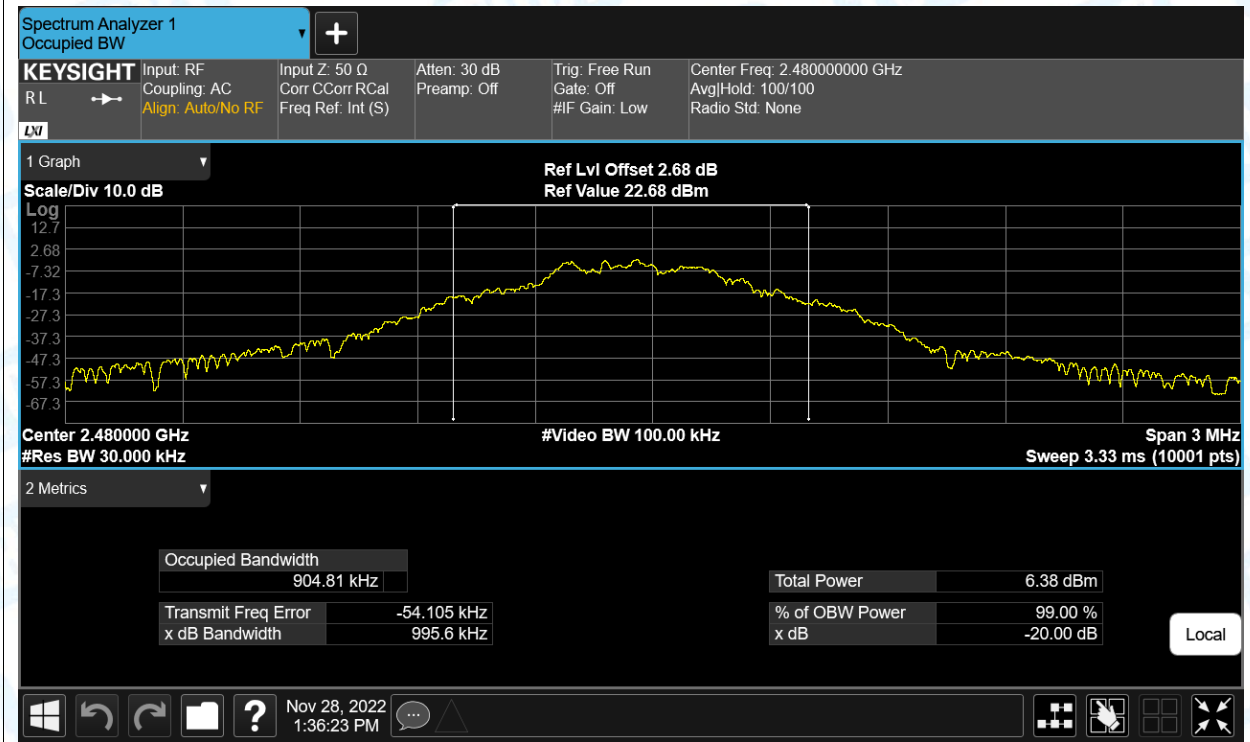 Spectrum Analyzer 1
Occupied BW
▼
+
KEYSIGHT
R L
LXI
Input: RF
Coupling: AC
Align: Auto/No RF
Input Z: 50 Ω
Corr CCorr RCal
Freq Ref: Int (S)
Atten: 30 dB
Preamp: Off
Trig: Free Run
Gate: Off
#IF Gain: Low
Center Freq: 2.480000000 GHz
Avg|Hold: 100/100
Radio Std: None
1 Graph
Scale/Div 10.0 dB
Ref Lvl Offset 2.68 dB
Ref Value 22.68 dBm
Log
12.7
2.68
-7.32
-17.3
-27.3
-37.3
-47.3
-57.3
-67.3
Center 2.480000 GHz
#Res BW 30.000 kHz
#Video BW 100.00 kHz
Span 3 MHz
Sweep 3.33 ms (10001 pts)
2 Metrics
Occupied Bandwidth
904.81 kHz
Transmit Freq Error -54.105 kHz
x dB Bandwidth 995.6 kHz
Total Power 6.38 dBm
% of OBW Power 99.00 %
x dB -20.00 dB
Local
?
Nov 28, 2022
1:36:23 PM